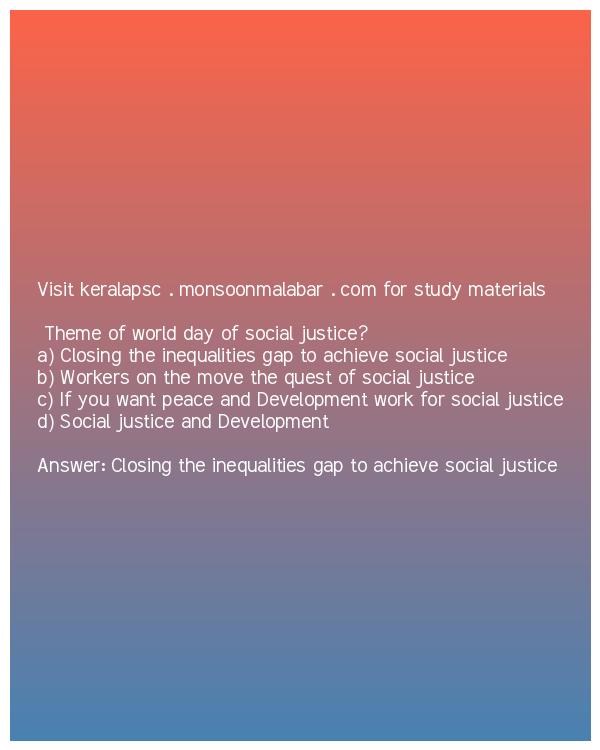 Visit keralapsc . monsoonmalabar . com for study materials
Theme of world day of social justice?
a) Closing the inequalities gap to achieve social justice
b) Workers on the move the quest of social justice
c) If you want peace and Development work for social justice
d) Social justice and Development
Answer: Closing the inequalities gap to achieve social justice